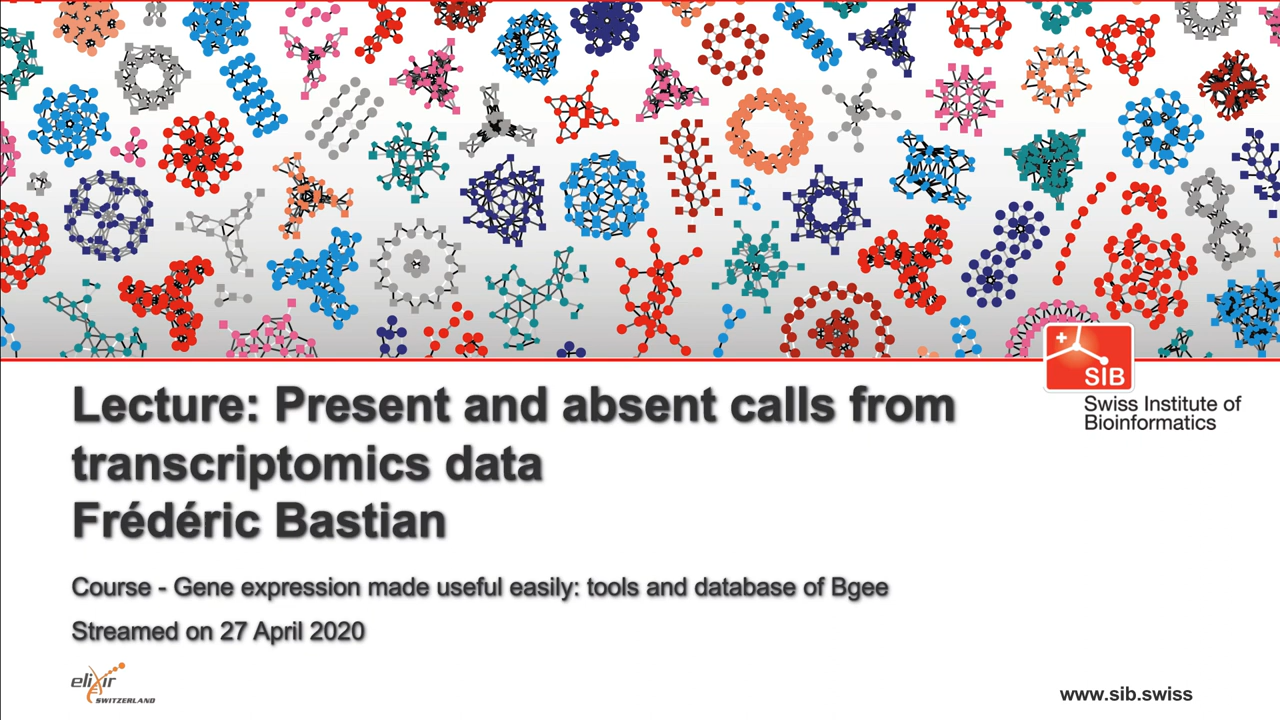 SIB
Swiss Institute of
Bioinformatics
Lecture: Present and absent calls from
transcriptomics data
Frédéric Bastian
Course - Gene expression made useful easily: tools and database of Bgee
Streamed on 27 April 2020
elixir
SWITZERLAND
www.sib.swiss